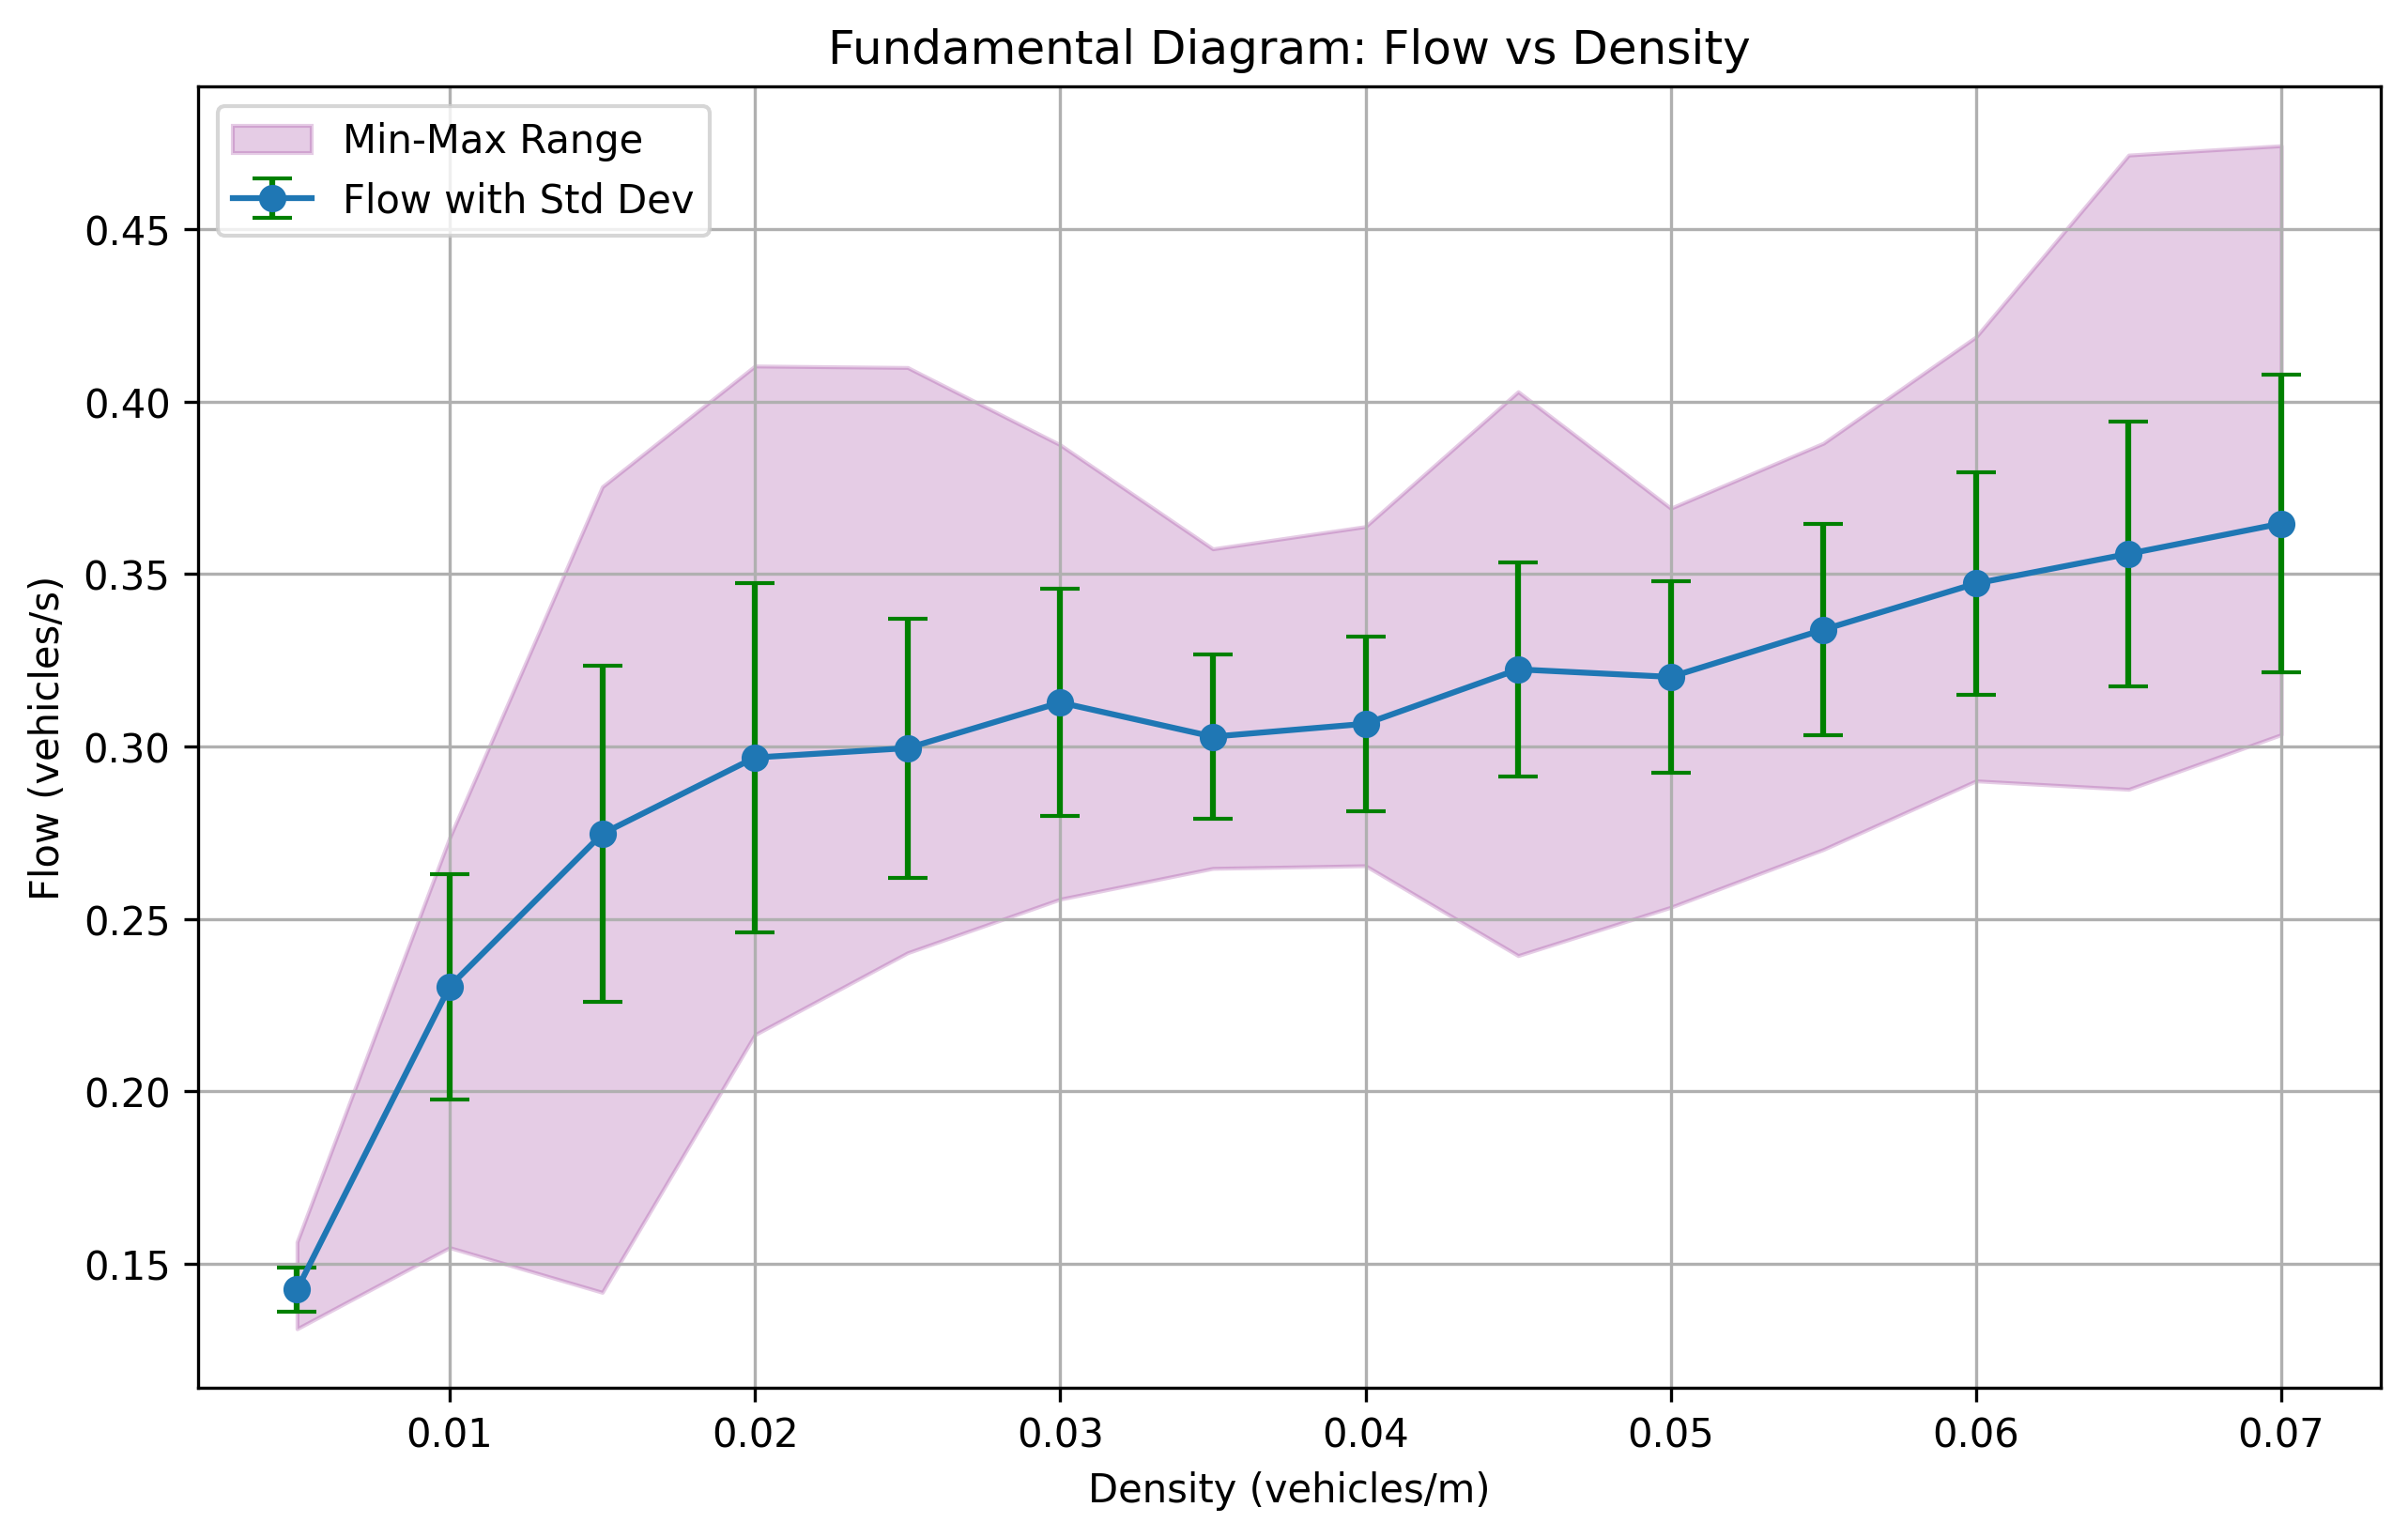 Fundamental Diagram: Flow vs Density
Min-Max Range
Flow with Std Dev
Flow (vehicles/s)
0.45
0.40
0.35
0.30
0.25
0.20
0.15
0.01 0.02 0.03 0.04 0.05 0.06 0.07
Density (vehicles/m)